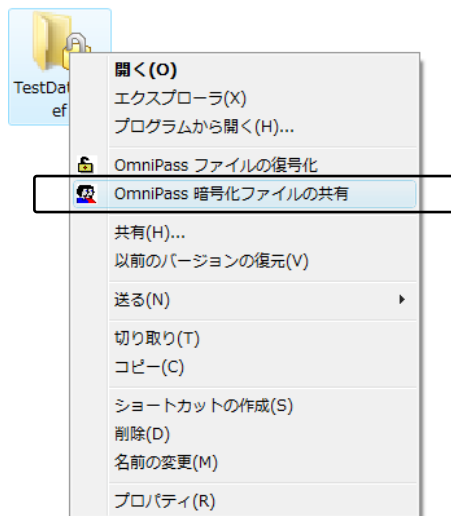 TestDat
ef
開く(O)
エクスプローラ(X)
プログラムから開く(H)...
OmniPass ファイルの復号化
OmniPass 暗号化ファイルの共有
共有(H)...
以前のバージョンの復元(V)
送る(N)
切り取り(T)
コピー(C)
ショートカットの作成(S)
削除(D)
名前の変更(M)
プロパティ(R)